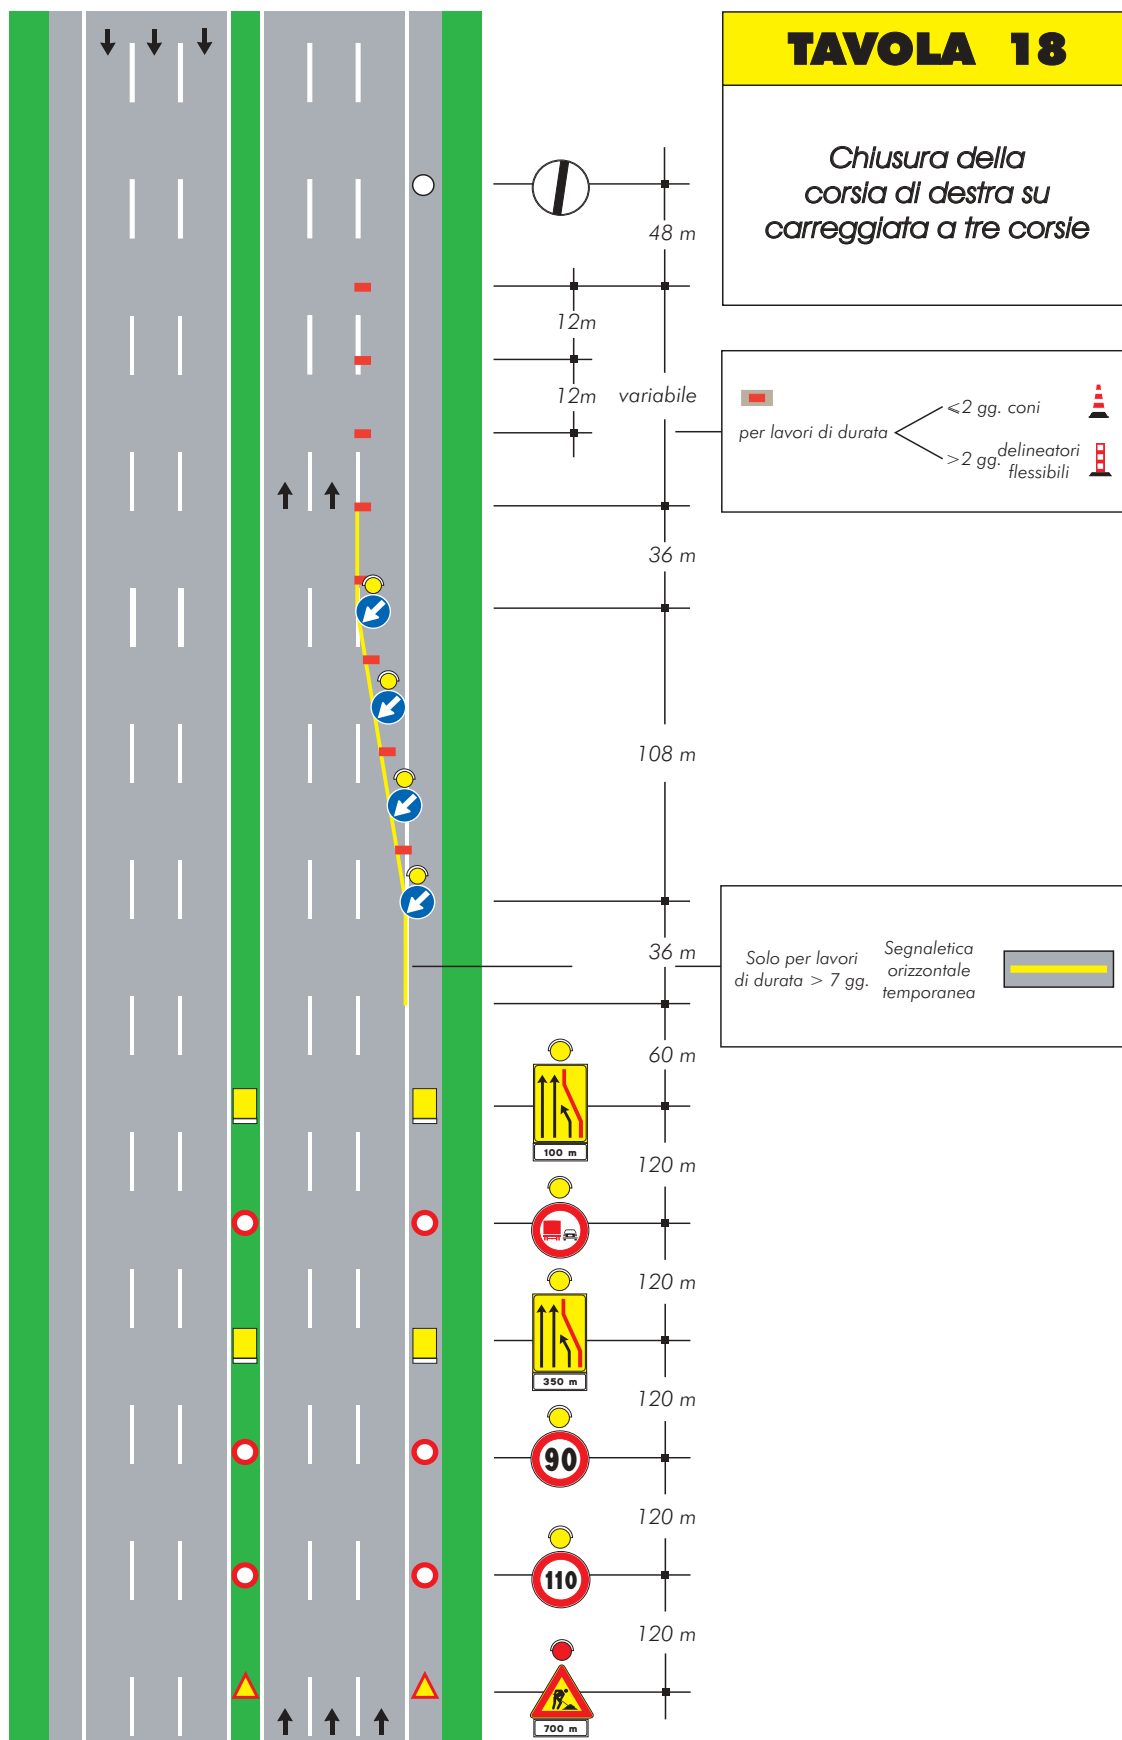 TAVOLA 18
Chiusura della
corsia di destra su
carreggiata a tre corsie
48 m
12m
12m variabile
per lavori di durata
⩽2 gg. coni
>2 gg. delineatori
flessibili
36 m
108 m
36 m
Solo per lavori
di durata > 7 gg.
Segnaletica
orizzontale
temporanea
60 m
100 m
120 m
120 m
350 m
120 m
90
120 m
110
120 m
700 m